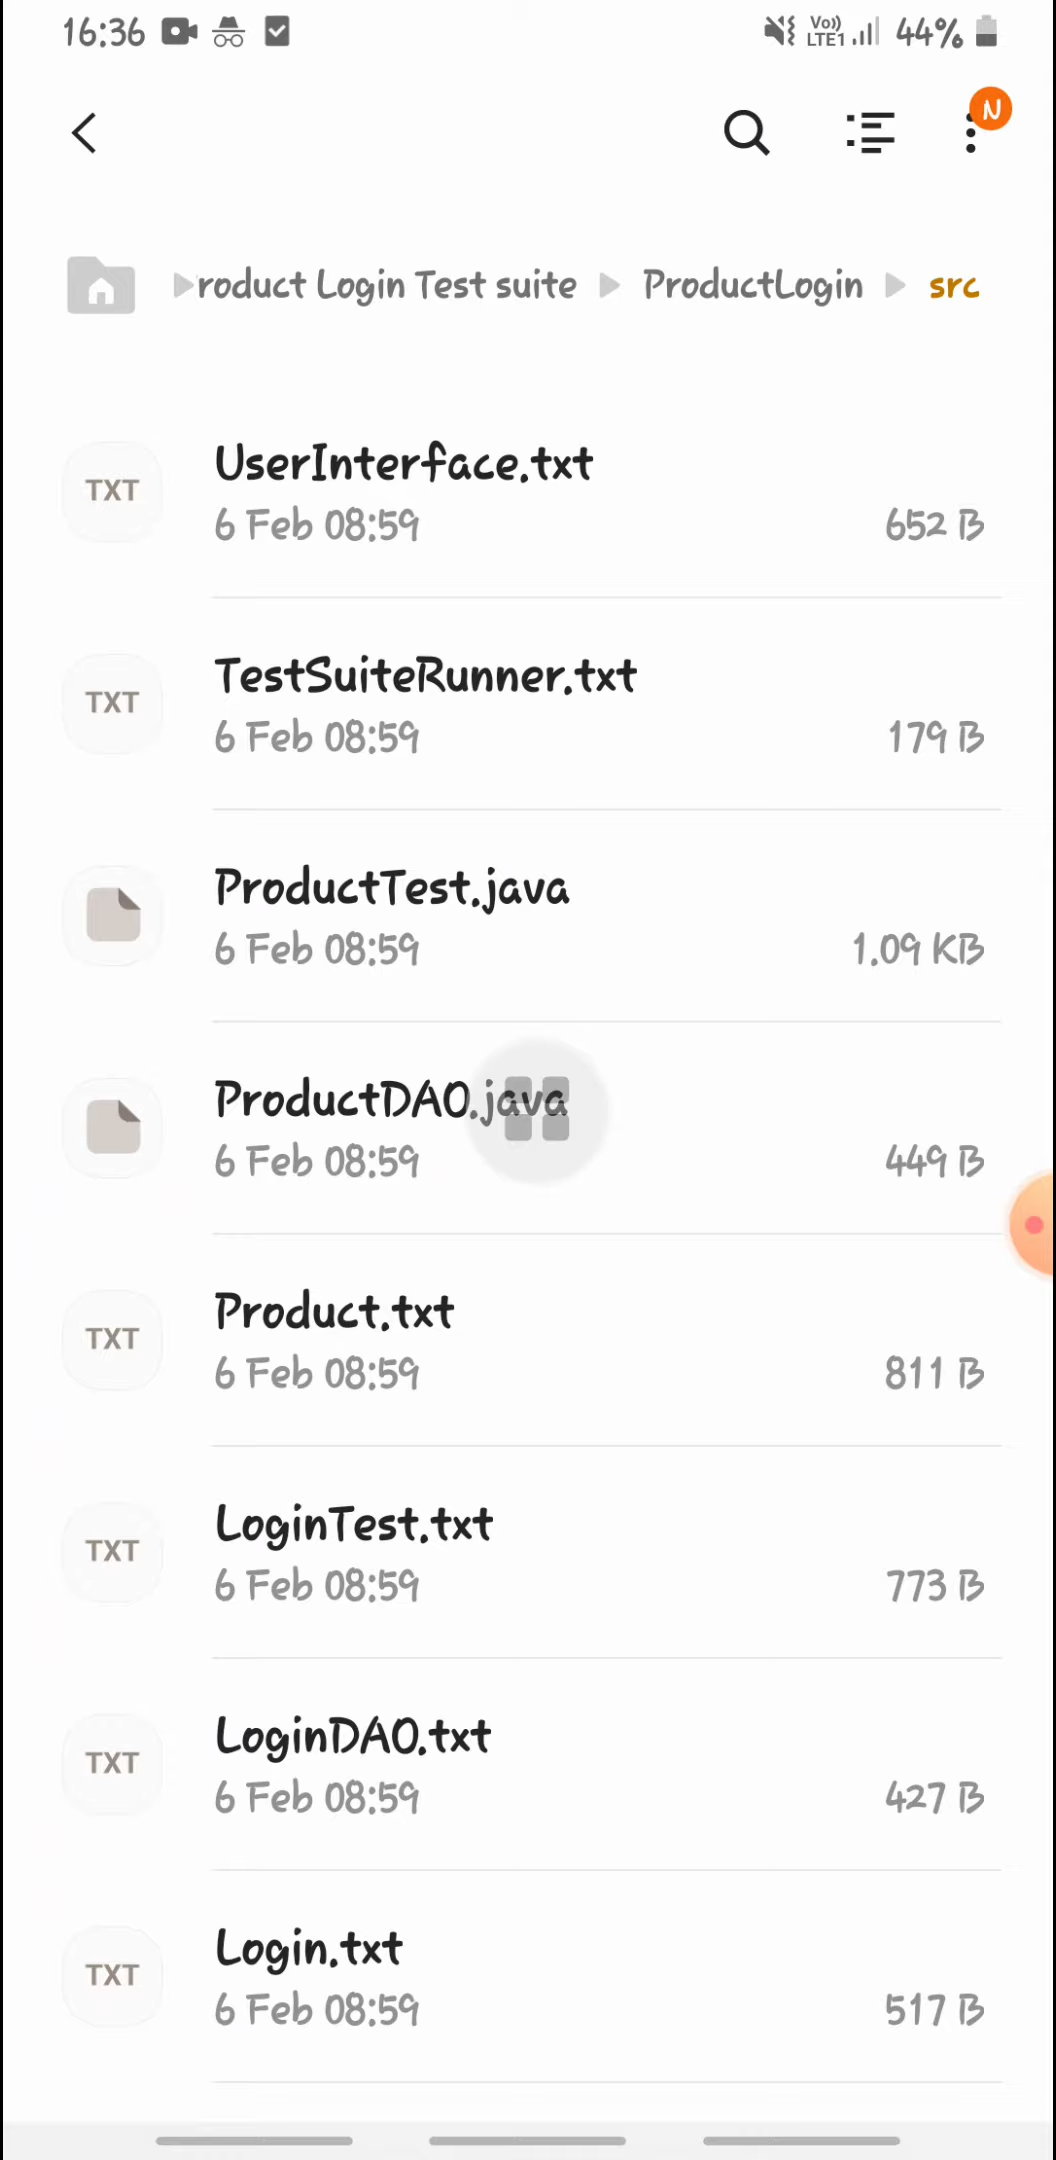 16:36 Vo)) LTE1 44%
N
roduct Login Test suite ProductLogin src
TXT UserInterface.txt
6 Feb 08:59 652 B
TXT TestSuiteRunner.txt
6 Feb 08:59 179 B
ProductTest.java
6 Feb 08:59 1.09 KB
ProductDAO.java
6 Feb 08:59 449 B
TXT Product.txt
6 Feb 08:59 811 B
TXT LoginTest.txt
6 Feb 08:59 773 B
TXT LoginDAO.txt
6 Feb 08:59 427 B
TXT Login.txt
6 Feb 08:59 517 B